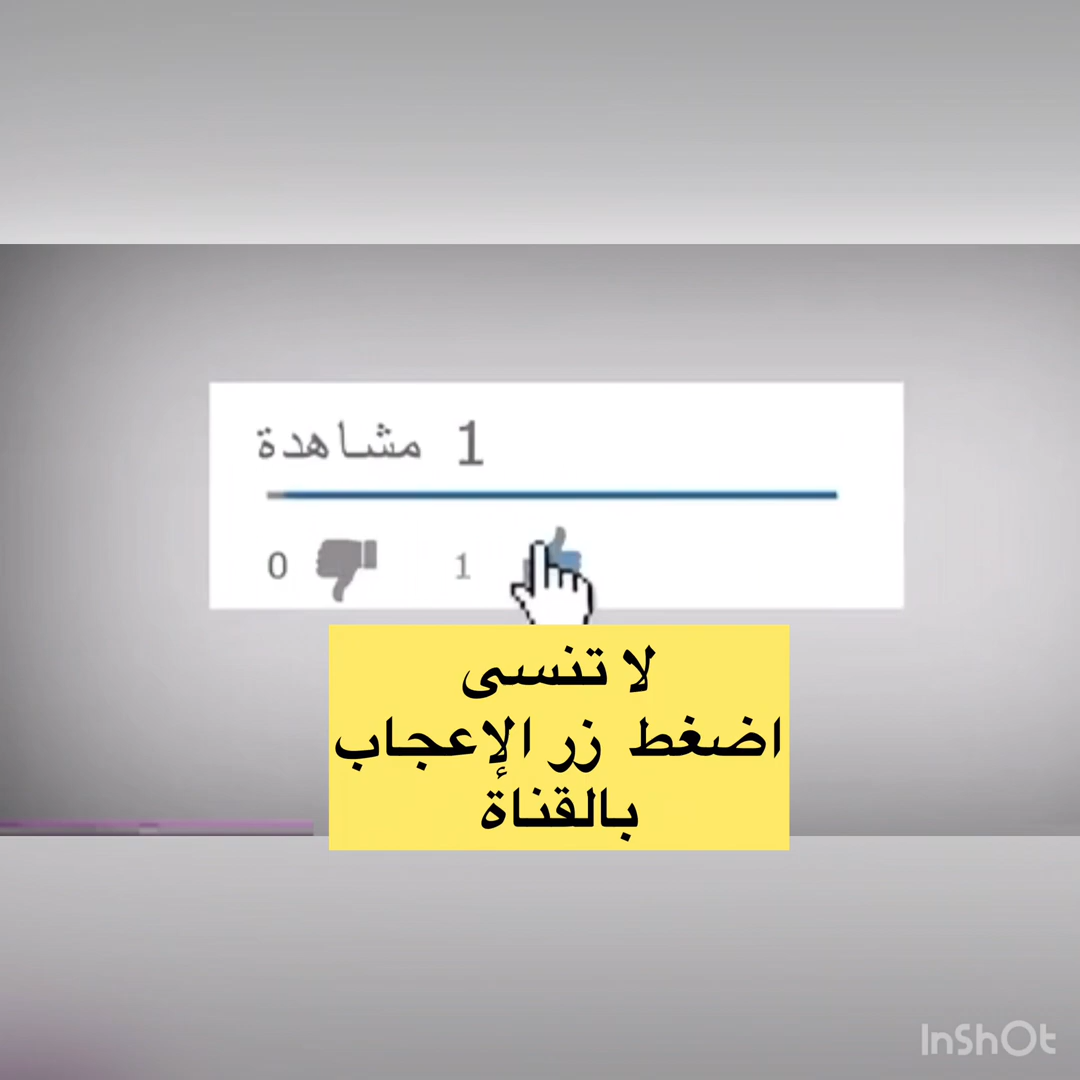 1 مشاهدة
0 1
لا تنسى
اضغط زر الإعجاب
بالقناة
InShOt